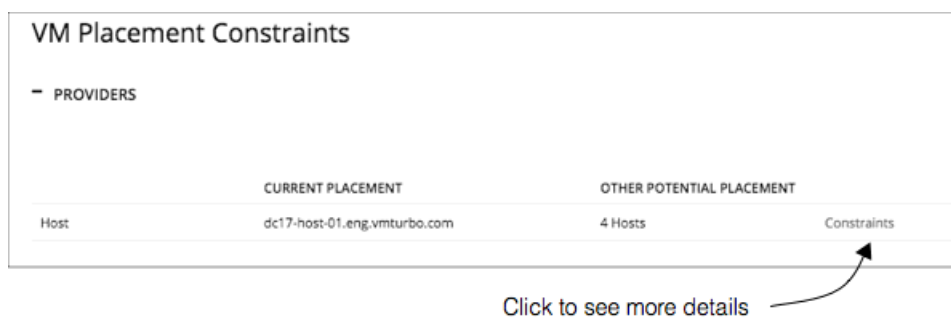 VM Placement Constraints
− PROVIDERS
CURRENT PLACEMENT OTHER POTENTIAL PLACEMENT
Host dc17-host-01.eng.vmturbo.com 4 Hosts Constraints
Click to see more details